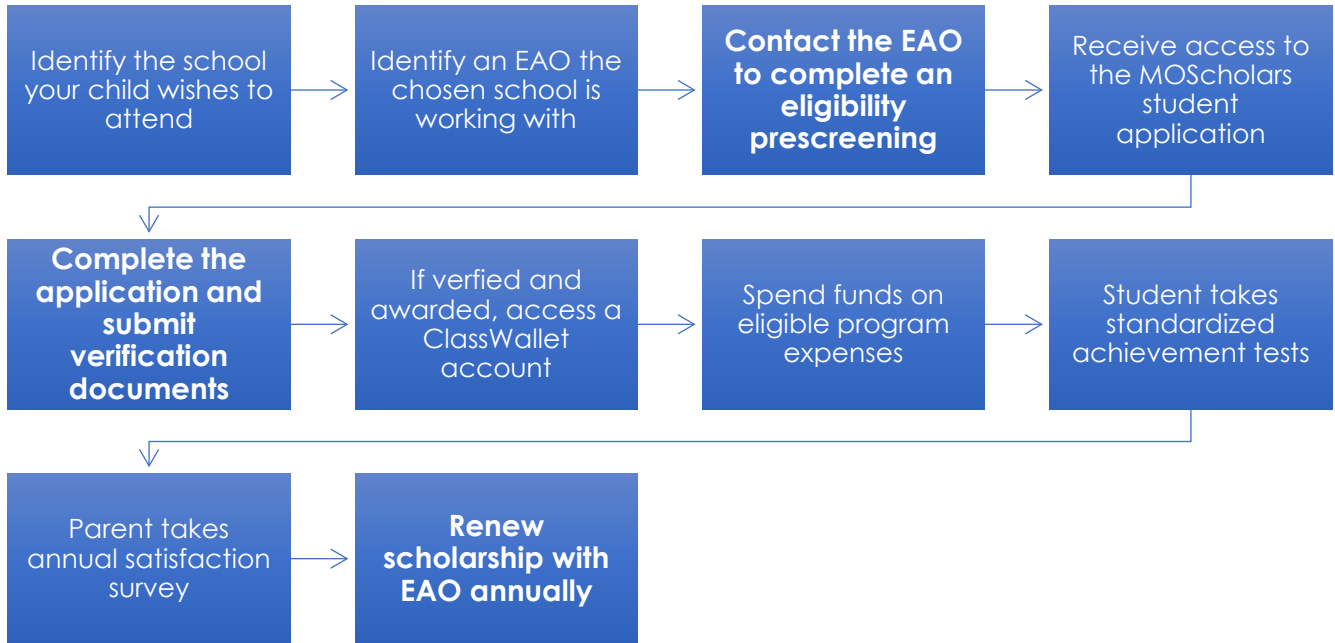 Identify the school
your child wishes to
attend
Identify an EAO the
chosen school is
working with
Contact the EAO
to complete an
eligibility
prescreening
Receive access to
the MOScholars
student
application
Complete the
application and
submit
verification
documents
If verfied and
awarded, access a
ClassWallet
account
Spend funds on
eligible program
expenses
Student takes
standardized
achievement tests
Parent takes
annual satisfaction
survey
Renew
scholarship with
EAO annually